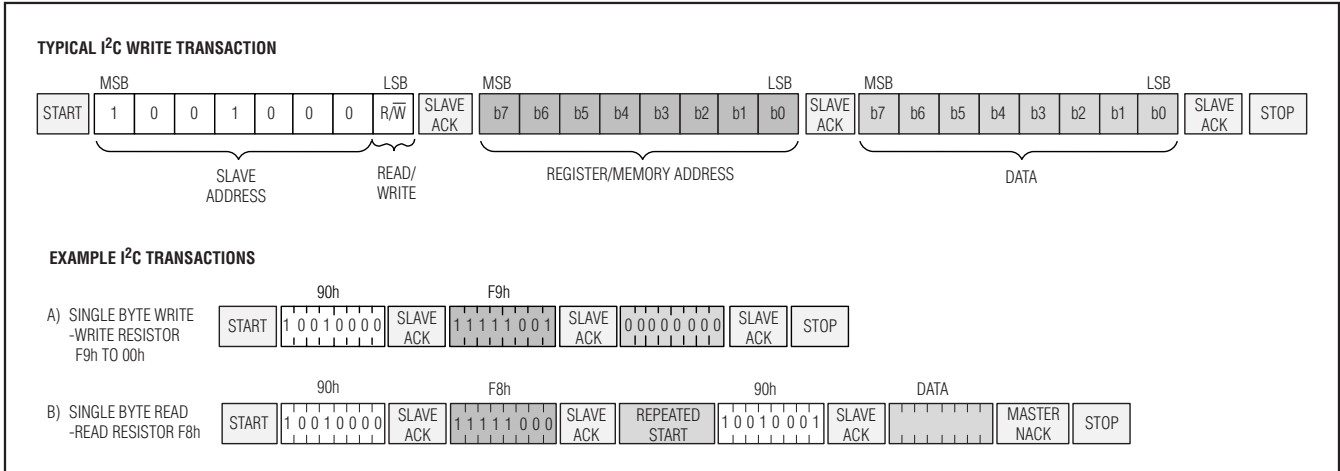 TYPICAL I2C WRITE TRANSACTION
MSB LSB MSB LSB MSB LSB
START 1 0 0 1 0 0 0 R/W̅ SLAVE ACK b7 b6 b5 b4 b3 b2 b1 b0 SLAVE ACK b7 b6 b5 b4 b3 b2 b1 b0 SLAVE ACK STOP
SLAVE ADDRESS READ/WRITE REGISTER/MEMORY ADDRESS DATA
EXAMPLE I2C TRANSACTIONS
90h F9h
A) SINGLE BYTE WRITE
-WRITE RESISTOR
F9h TO 00h
START 1 0 0 1 0 0 0 0 SLAVE ACK 1 1 1 1 1 0 0 1 SLAVE ACK 0 0 0 0 0 0 0 0 SLAVE ACK STOP
90h F8h 90h DATA
B) SINGLE BYTE READ
-READ RESISTOR F8h
START 1 0 0 1 0 0 0 0 SLAVE ACK 1 1 1 1 1 0 0 0 SLAVE ACK REPEATED START 1 0 0 1 0 0 0 1 SLAVE ACK MASTER NACK STOP